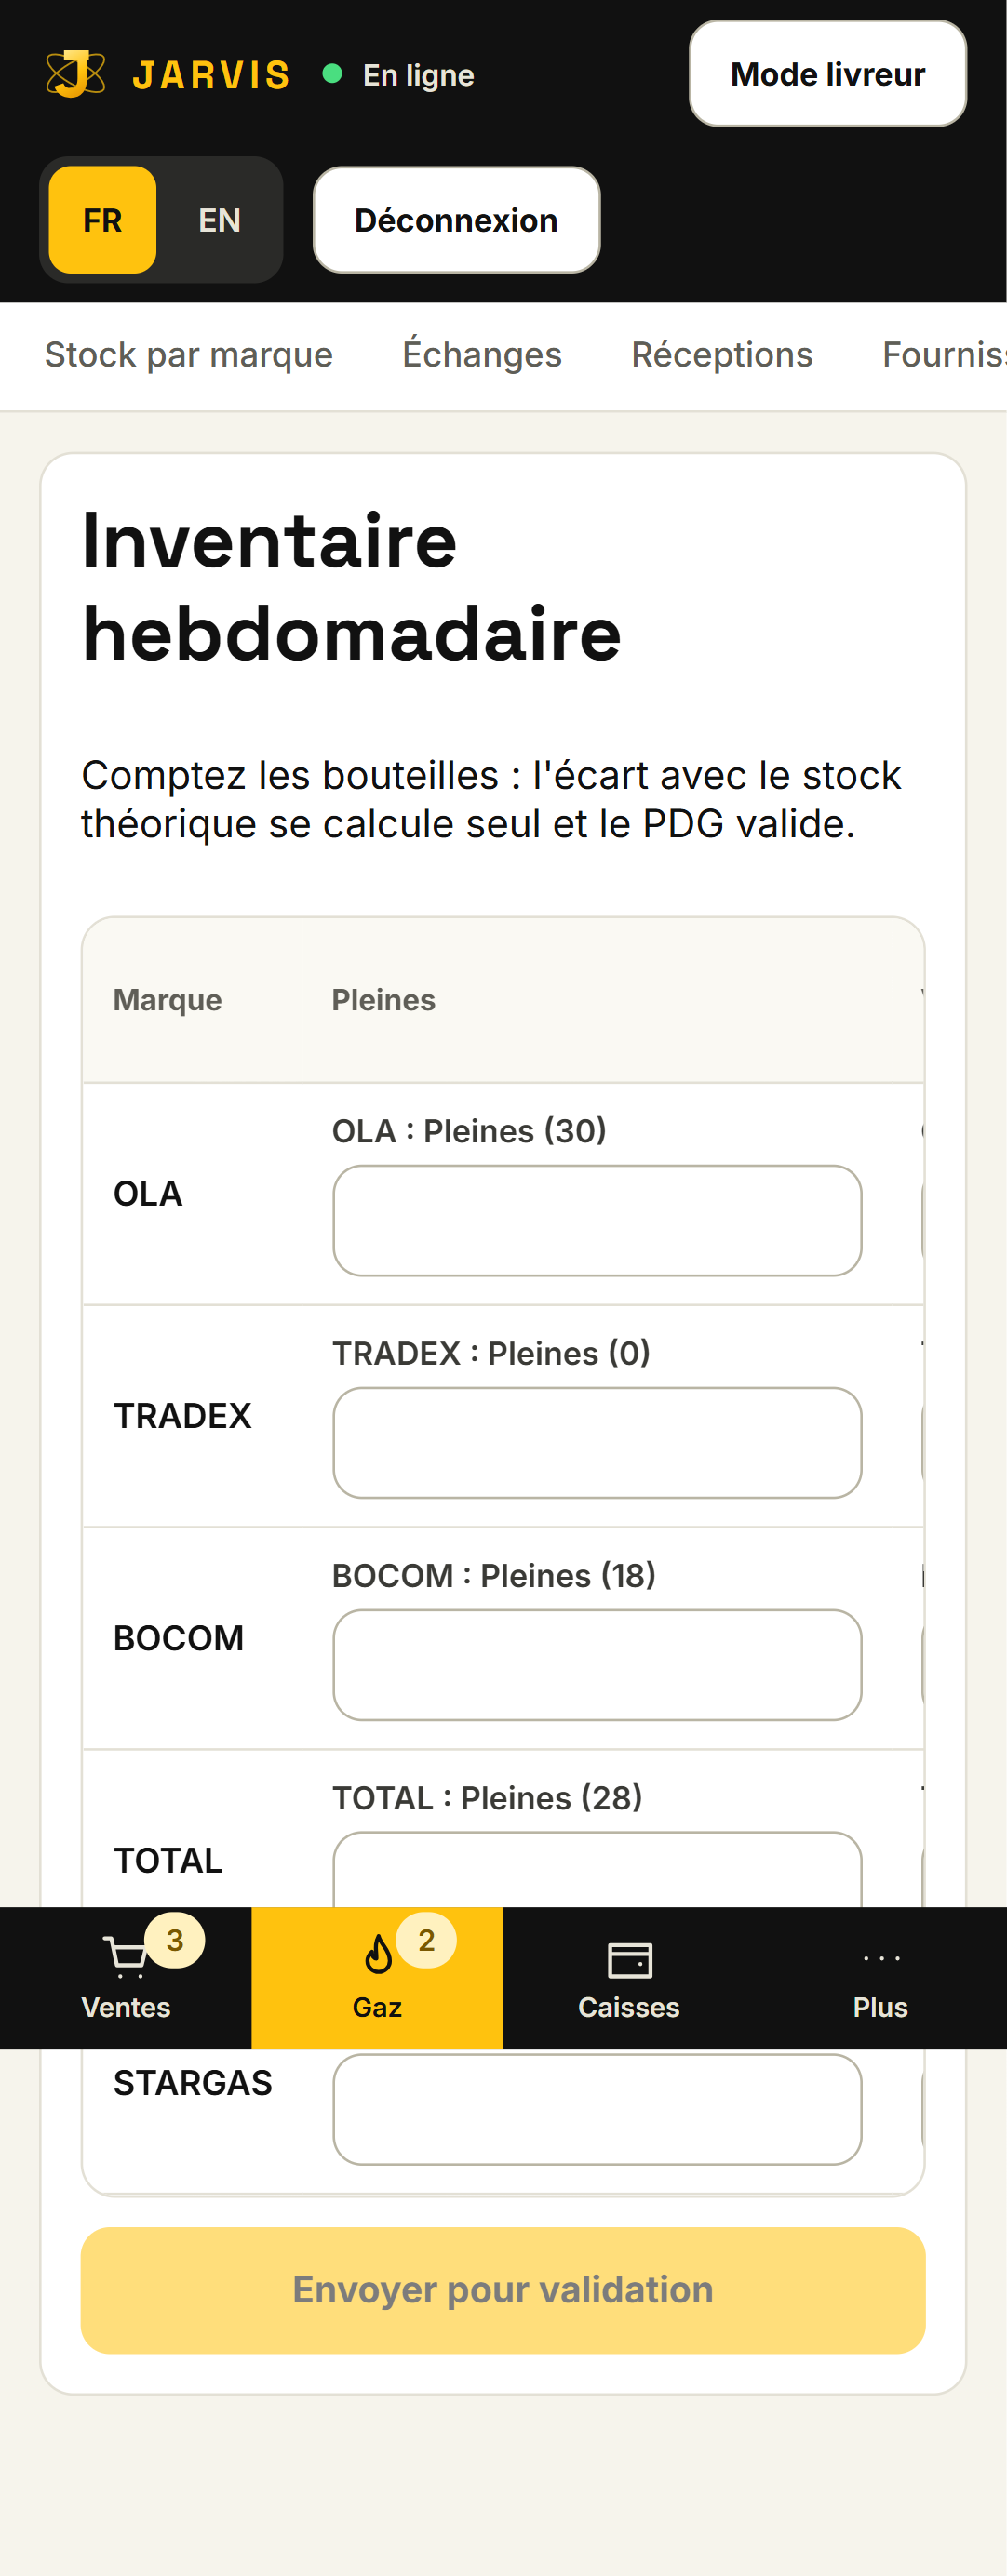 JARVIS
En ligne
Mode livreur
FR
EN
Déconnexion
Stock par marque
Échanges
Réceptions
Inventaire
hebdomadaire
Comptez les bouteilles : l'écart avec le stock
théorique se calcule seul et le PDG valide.
Marque
Pleines
OLA : Pleines (30)
OLA
TRADEX : Pleines (0)
TRADEX
BOCOM : Pleines (18)
BOCOM
TOTAL : Pleines (28)
TOTAL
3
2
Ventes
Gaz
Caisses
Plus
STARGAS
Envoyer pour validation